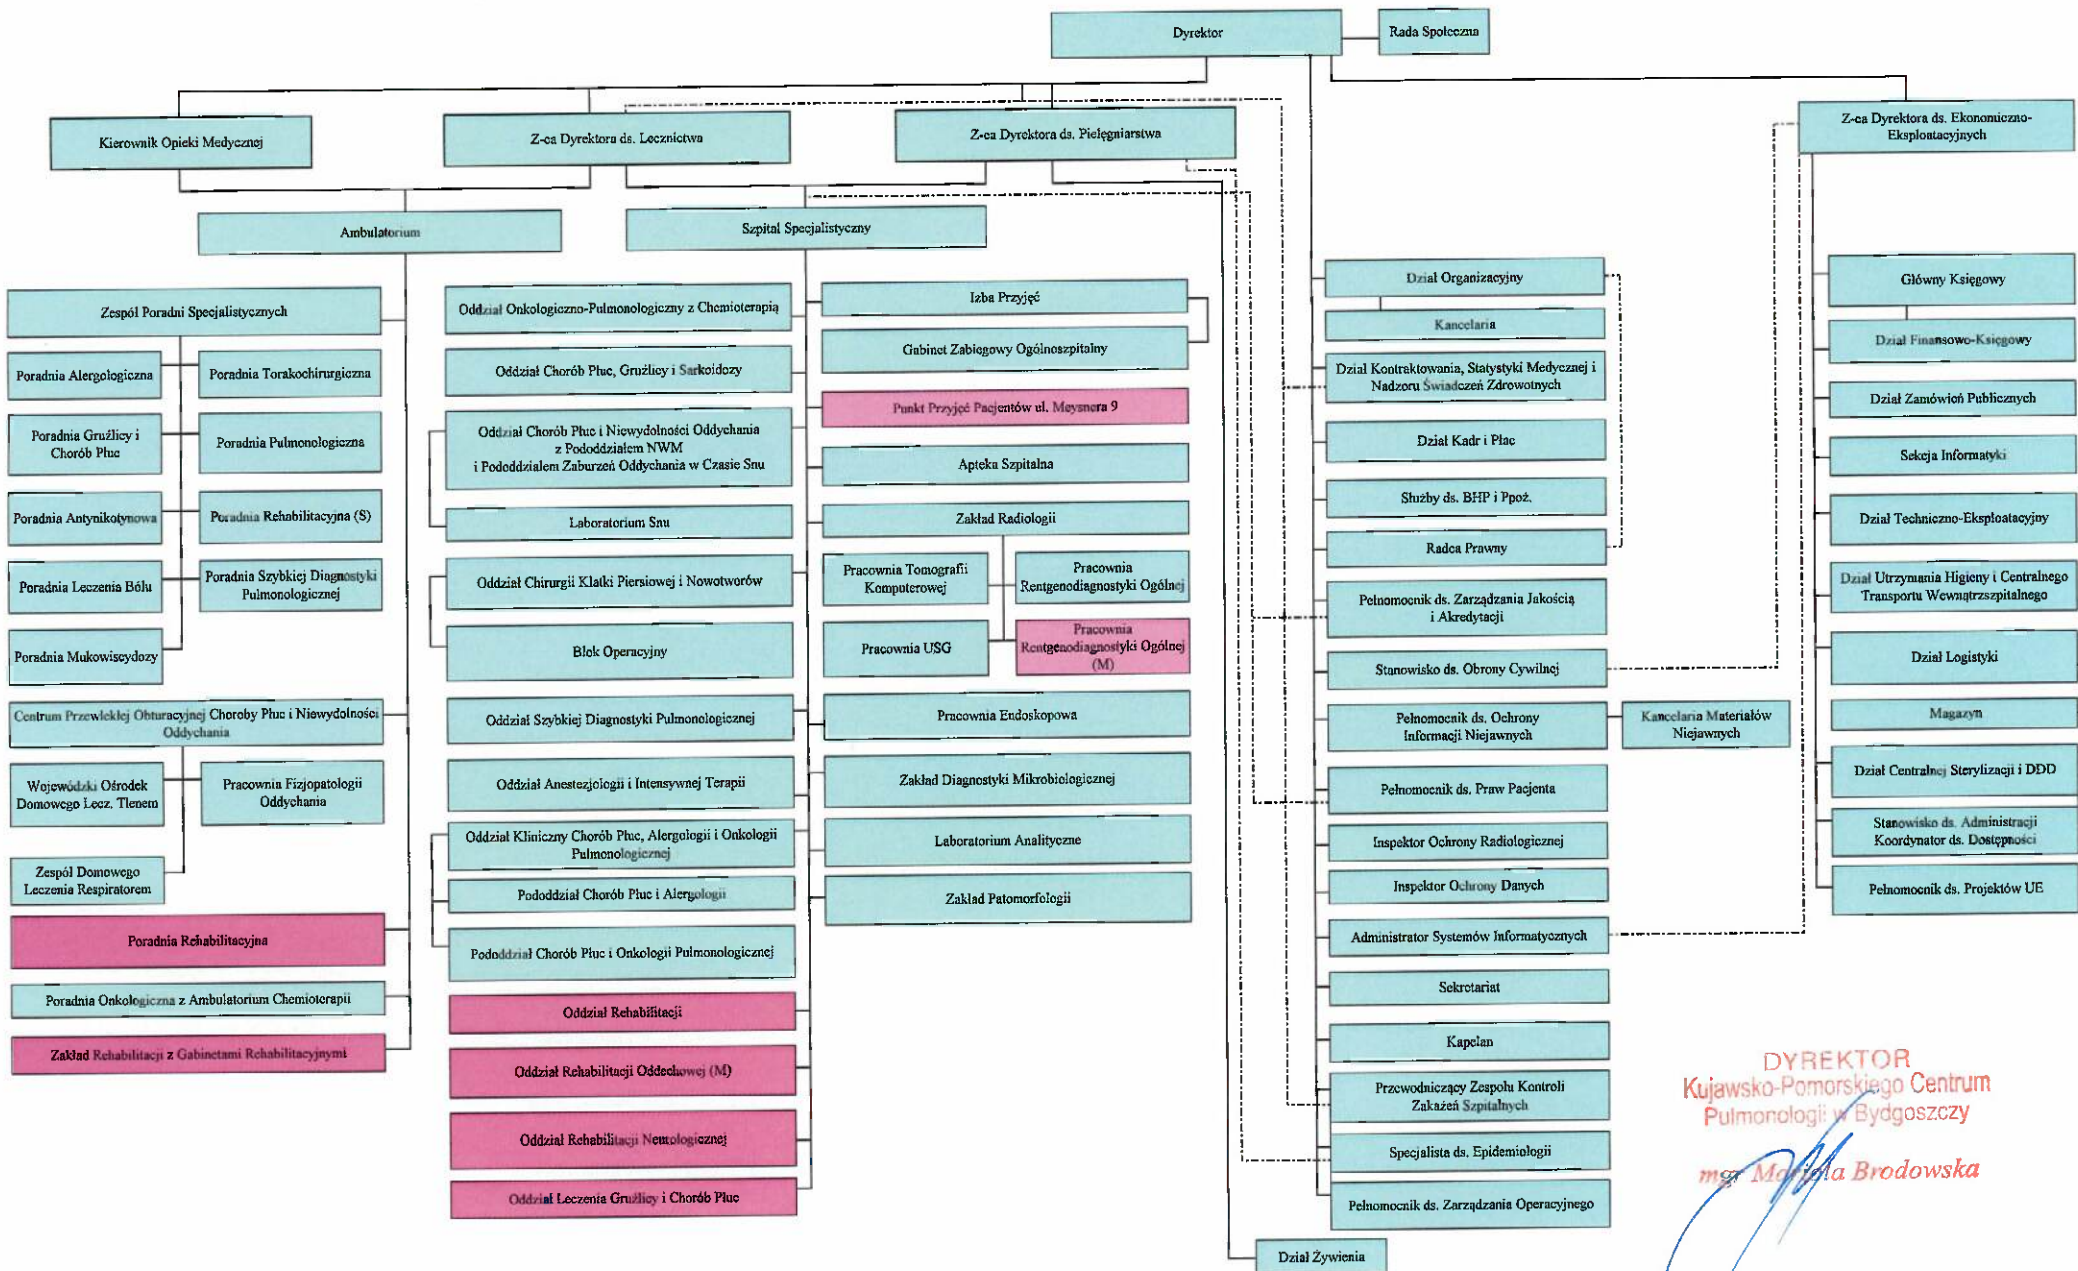 Dyrektor
Rada Społeczna
Kierownik Opieki Medycznej
Z-ca Dyrektora ds. Lecznictwa
Z-ca Dyrektora ds. Pielęgniarstwa
Z-ca Dyrektora ds. Ekonomiczno-
Eksploatacyjnych
Ambulatorium
Szpital Specjalistyczny
Zespół Poradni Specjalistycznych
Poradnia Alergologiczna
Poradnia Torakochirurgiczna
Poradnia Gruźlicy i
Chorób Płuc
Poradnia Pulmonologiczna
Poradnia Antynikotynowa
Poradnia Rehabilitacyjna (S)
Poradnia Leczenia Bólu
Poradnia Szybkiej Diagnostyki
Pulmonologicznej
Poradnia Mukowiscydozy
Centrum Przewlekłej Obturacyjnej Choroby Płuc i Niewydolności
Oddychania
Wojewódzki Ośrodek
Domowego Lecz. Tlenem
Pracownia Fizjopatologii
Oddychania
Zespół Domowego
Leczenia Respiratorem
Poradnia Rehabilitacyjna
Poradnia Onkologiczna z Ambulatorium Chemioterapii
Zakład Rehabilitacji z Gabinetami Rehabilitacyjnymi
Oddział Onkologiczno-Pulmonologiczny z Chemioterapią
Oddział Chorób Płuc, Gruźlicy i Sarkoidozy
Oddział Chorób Płuc i Niewydolności Oddychania
z Pododdziałem NWM
i Pododdziałem Zaburzeń Oddychania w Czasie Snu
Laboratorium Snu
Oddział Chirurgii Klatki Piersiowej i Nowotworów
Blok Operacyjny
Oddział Szybkiej Diagnostyki Pulmonologicznej
Oddział Anestezjologii i Intensywnej Terapii
Oddział Kliniczny Chorób Płuc, Alergologii i Onkologii
Pulmonologicznej
Pododdział Chorób Płuc i Alergologii
Pododdział Chorób Płuc i Onkologii Pulmonologicznej
Oddział Rehabilitacji
Oddział Rehabilitacji Oddechowej (M)
Oddział Rehabilitacji Neurologicznej
Oddział Leczenia Gruźlicy i Chorób Płuc
Izba Przyjęć
Gabinet Zabiegowy Ogólnoszpitalny
Punkt Przyjęć Pacjentów ul. Meysnera 9
Apteka Szpitalna
Zakład Radiologii
Pracownia Tomografii
Komputerowej
Pracownia
Rentgenodiagnostyki Ogólnej
Pracownia USG
Pracownia
Rentgenodiagnostyki Ogólnej
(M)
Pracownia Endoskopowa
Zakład Diagnostyki Mikrobiologicznej
Laboratorium Analityczne
Zakład Patomorfologii
Dział Organizacyjny
Kancelaria
Dział Kontraktowania, Statystyki Medycznej i
Nadzoru Świadczeń Zdrowotnych
Dział Kadr i Płac
Służby ds. BHP i Ppoż.
Radca Prawny
Pełnomocnik ds. Zarządzania Jakością
i Akredytacji
Stanowisko ds. Obrony Cywilnej
Pełnomocnik ds. Ochrony
Informacji Niejawnych
Kancelaria Materiałów
Niejawnych
Pełnomocnik ds. Praw Pacjenta
Inspektor Ochrony Radiologicznej
Inspektor Ochrony Danych
Administrator Systemów Informatycznych
Sekretariat
Kapelan
Przewodniczący Zespołu Kontroli
Zakażeń Szpitalnych
Specjalista ds. Epidemiologii
Pełnomocnik ds. Zarządzania Operacyjnego
Dział Żywienia
Główny Księgowy
Dział Finansowo-Księgowy
Dział Zamówień Publicznych
Sekcja Informatyki
Dział Techniczno-Eksploatacyjny
Dział Utrzymania Higieny i Centralnego
Transportu Wewnątrzszpitalnego
Dział Logistyki
Magazyn
Dział Centralnej Sterylizacji i DDD
Stanowisko ds. Administracji
Koordynator ds. Dostępności
Pełnomocnik ds. Projektów UE
DYREKTOR
Kujawsko-Pomorskiego Centrum
Pulmonologii w Bydgoszczy
mgr Mariola Brodowska